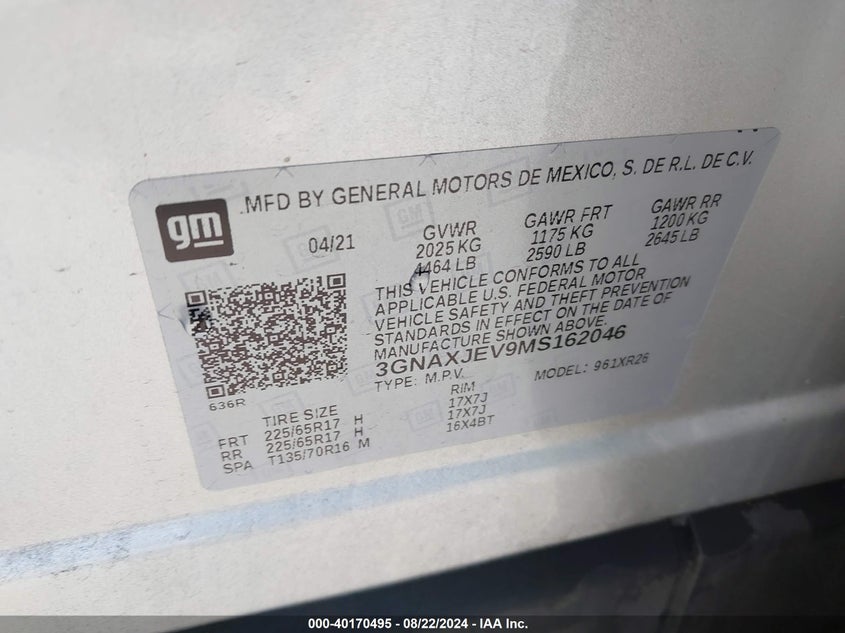 gm
.MFD BY GENERAL MOTORS DE MEXICO, S. DE R.L. DE C.V.
04/21
GVWR
2025 KG
4464 LB
GAWR FRT
1175 KG
2590 LB
GAWR RR
1200 KG
2645 LB
THIS VEHICLE CONFORMS TO ALL
APPLICABLE U.S. FEDERAL MOTOR
VEHICLE SAFETY AND THEFT PREVENTION
STANDARDS IN EFFECT ON THE DATE OF
MANUFACTURE SHOWN ABOVE.
3GNAXJEV9MS162046
TYPE: M.P.V.
MODEL: 961XR26
636R
TIRE SIZE
RIM
FRT 225/65R17 H 17X7J
RR 225/65R17 H 17X7J
SPA T135/70R16 M 16X4BT
000-40170495 - 08/22/2024 - IAA Inc.